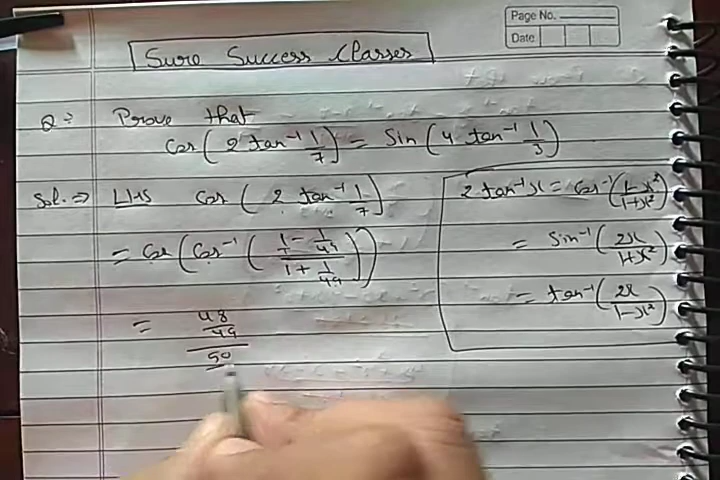 Page No.
Date
Sure Success Classes
Q:- Prove that
cos(2 tan⁻¹ 1/7) = sin(4 tan⁻¹ 1/3)
Sol. ⇒ LHS cos(2 tan⁻¹ 1/7)
= cos(cos⁻¹((1 - 1/49)/(1 + 1/49)))
= (48/49)/(50
2 tan⁻¹x = cos⁻¹((1-x²)/(1+x²))
= sin⁻¹(2x/(1+x²))
= tan⁻¹(2x/(1-x²))